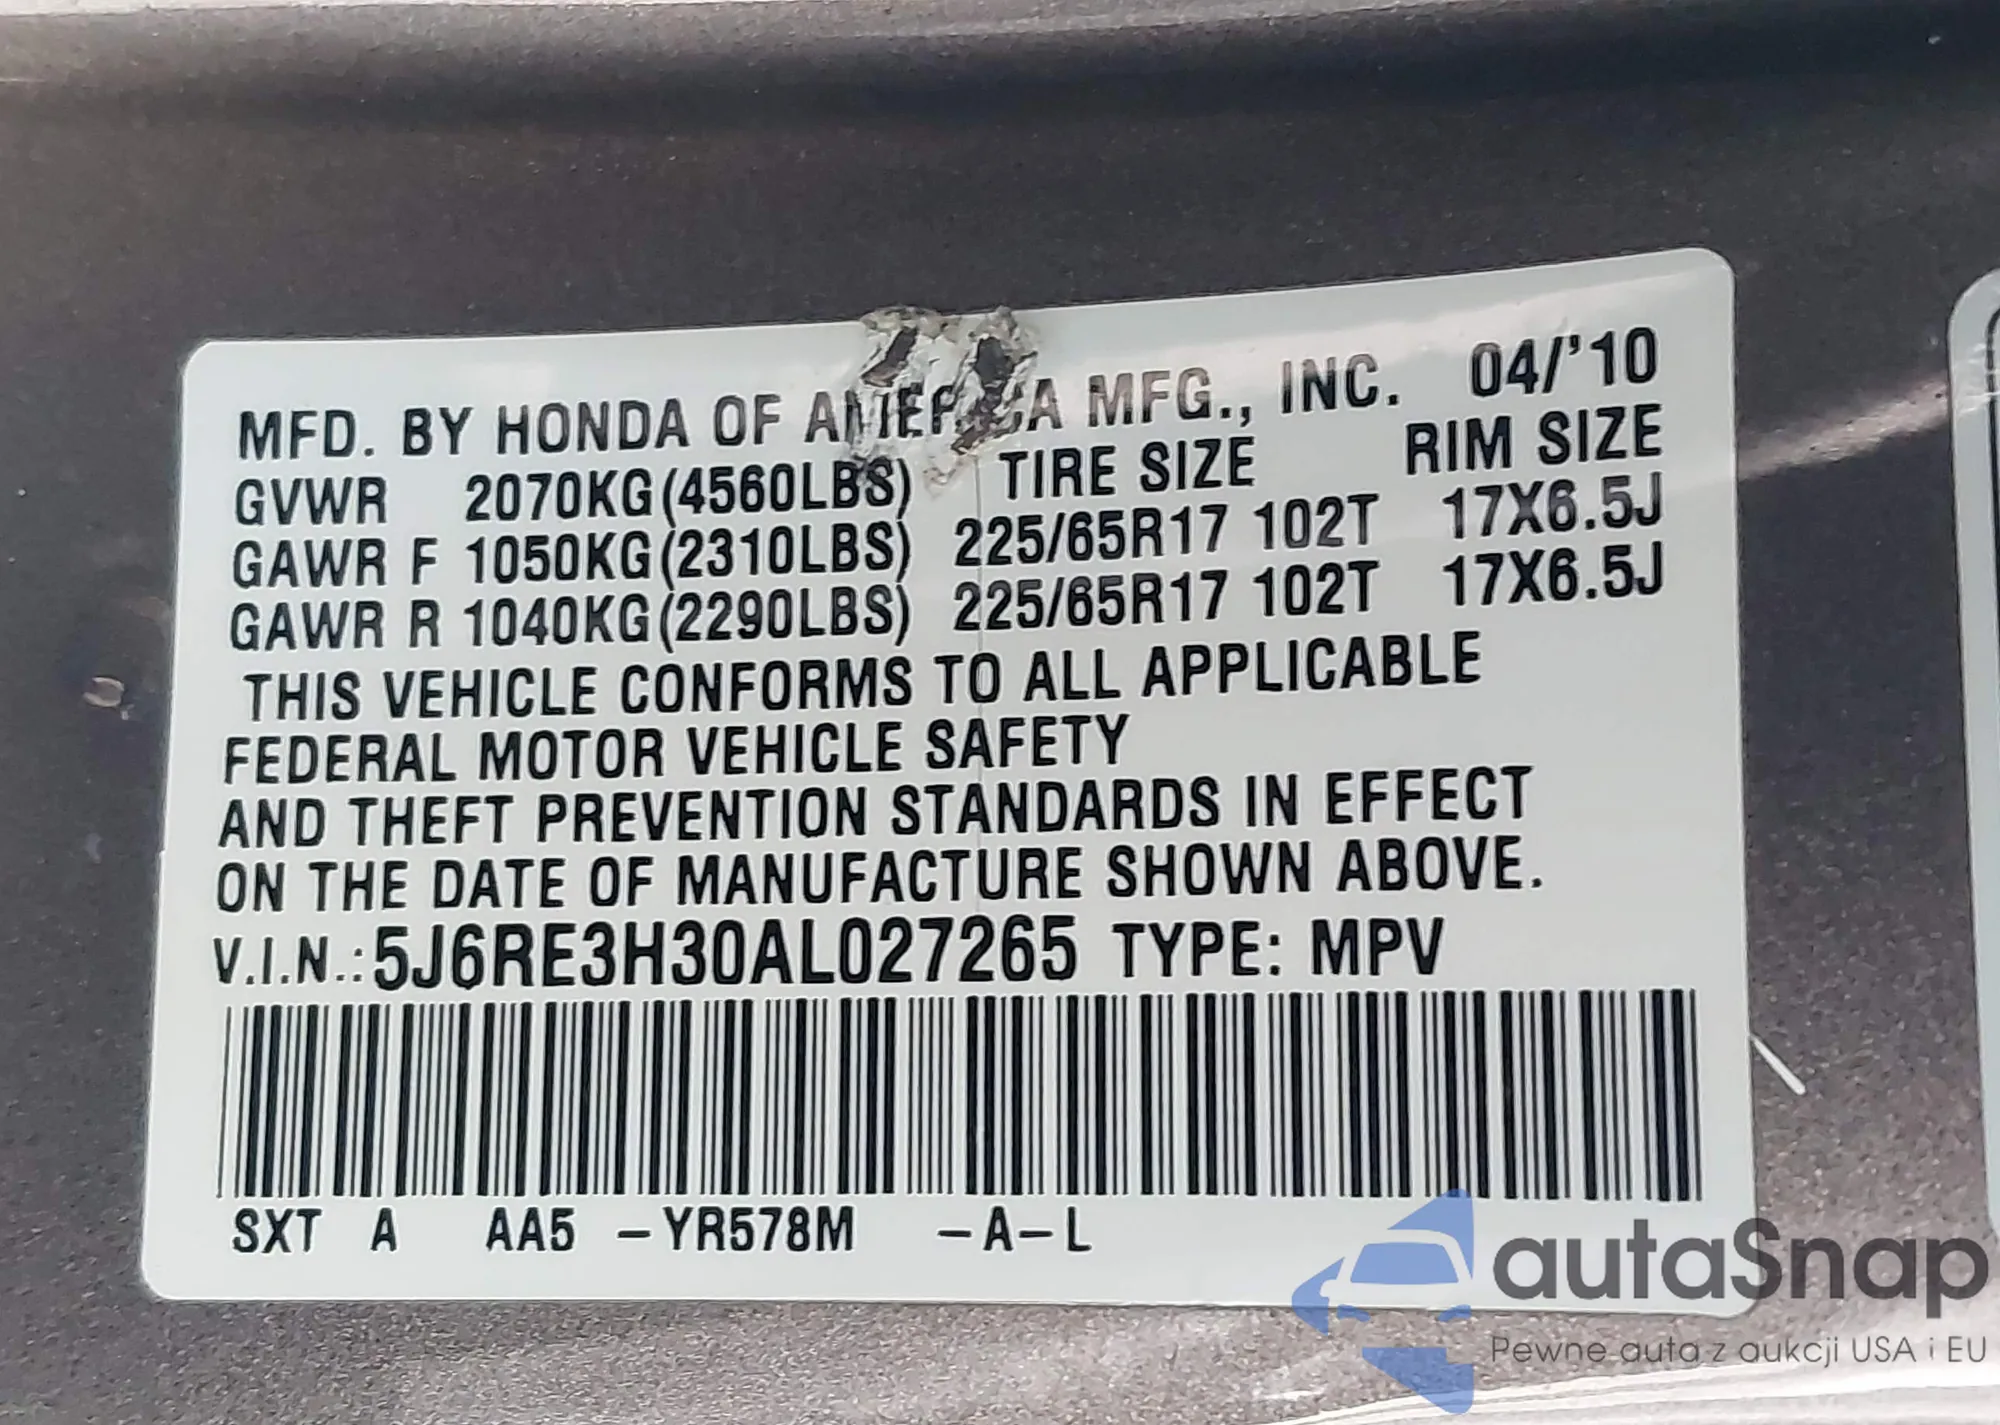 MFD. BY HONDA OF AMERICA MFG., INC. 04/'10
GVWR 2070KG(4560LBS) TIRE SIZE RIM SIZE
GAWR F 1050KG(2310LBS) 225/65R17 102T 17X6.5J
GAWR R 1040KG(2290LBS) 225/65R17 102T 17X6.5J
THIS VEHICLE CONFORMS TO ALL APPLICABLE
FEDERAL MOTOR VEHICLE SAFETY
AND THEFT PREVENTION STANDARDS IN EFFECT
ON THE DATE OF MANUFACTURE SHOWN ABOVE.
V.I.N.:5J6RE3H30AL027265 TYPE: MPV
SXT A AA5 -YR578M -A-L
autaSnap
Pewne auta z aukcji USA i EU